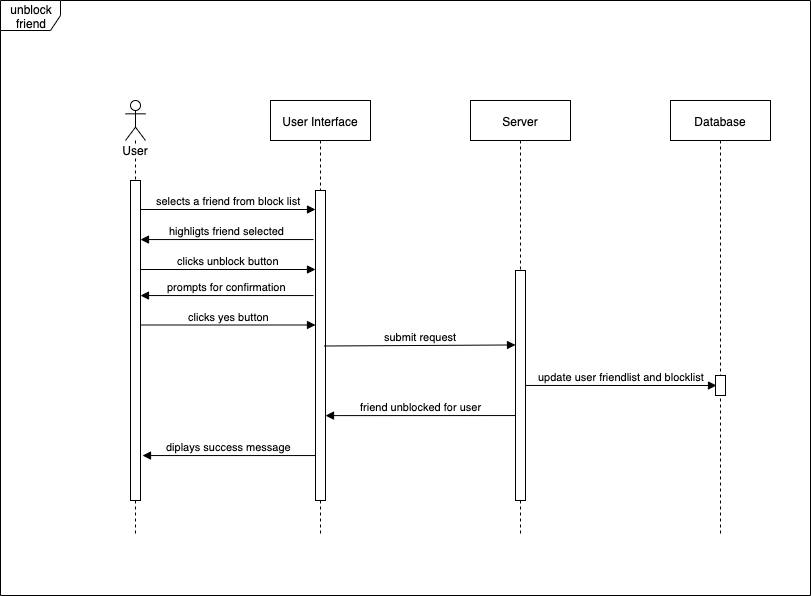 unblock
friend
User
User Interface
Server
Database
selects a friend from block list
highligts friend selected
clicks unblock button
prompts for confirmation
clicks yes button
submit request
update user friendlist and blocklist
friend unblocked for user
diplays success message